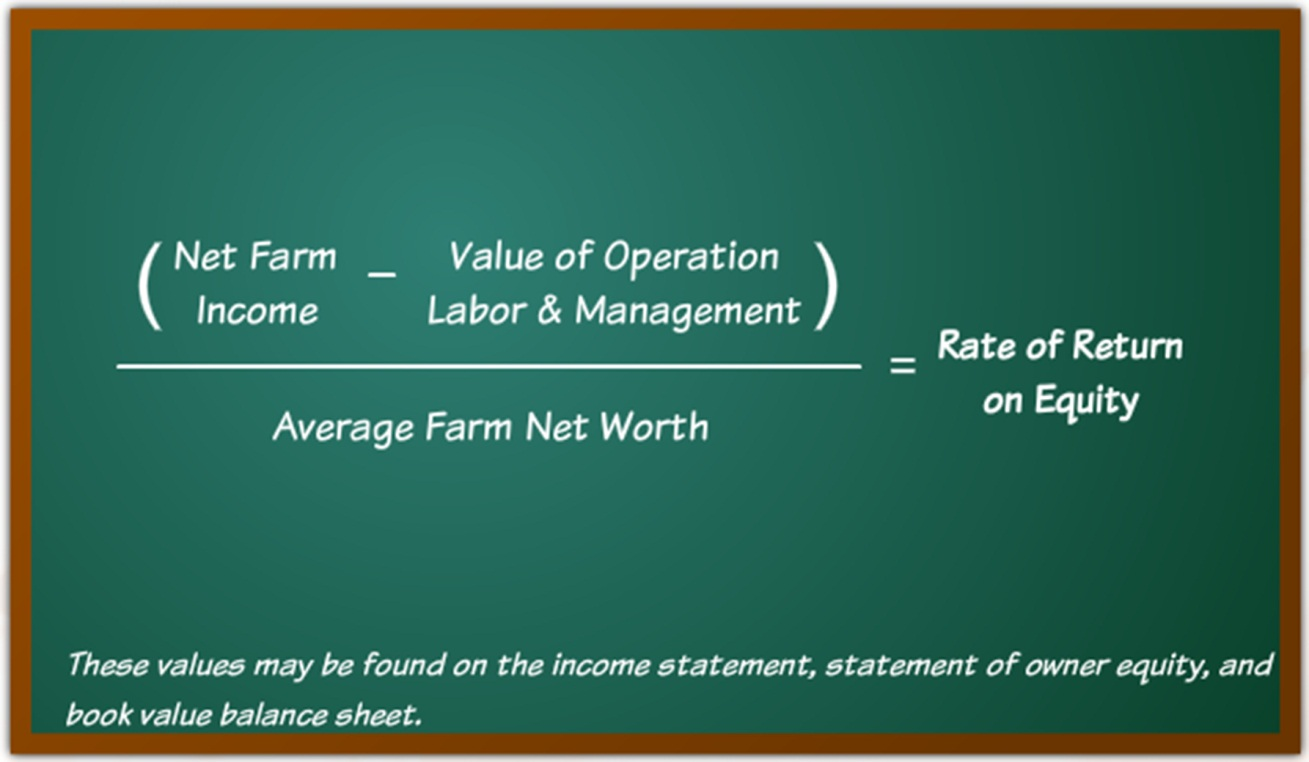 ( Net Farm Income − Value of Operation Labor & Management )
Average Farm Net Worth
= Rate of Return on Equity
These values may be found on the income statement, statement of owner equity, and
book value balance sheet.